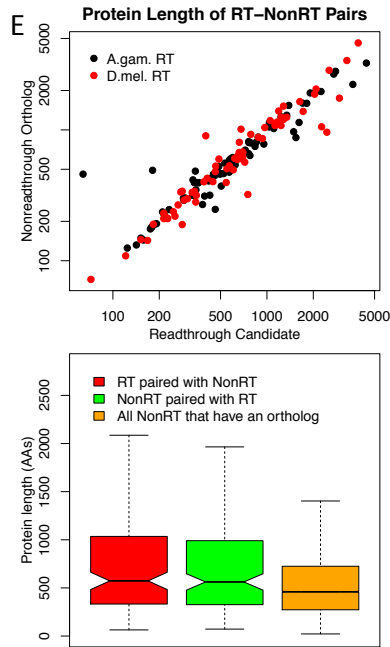 E
Protein Length of RT−NonRT Pairs
A.gam. RT
D.mel. RT
Nonreadthrough Ortholog
5000
2000
500
200
100
100
200
500
1000
2000
5000
Readthrough Candidate
RT paired with NonRT
NonRT paired with RT
All NonRT that have an ortholog
Protein length (AAs)
2500
2000
1500
1000
500
0